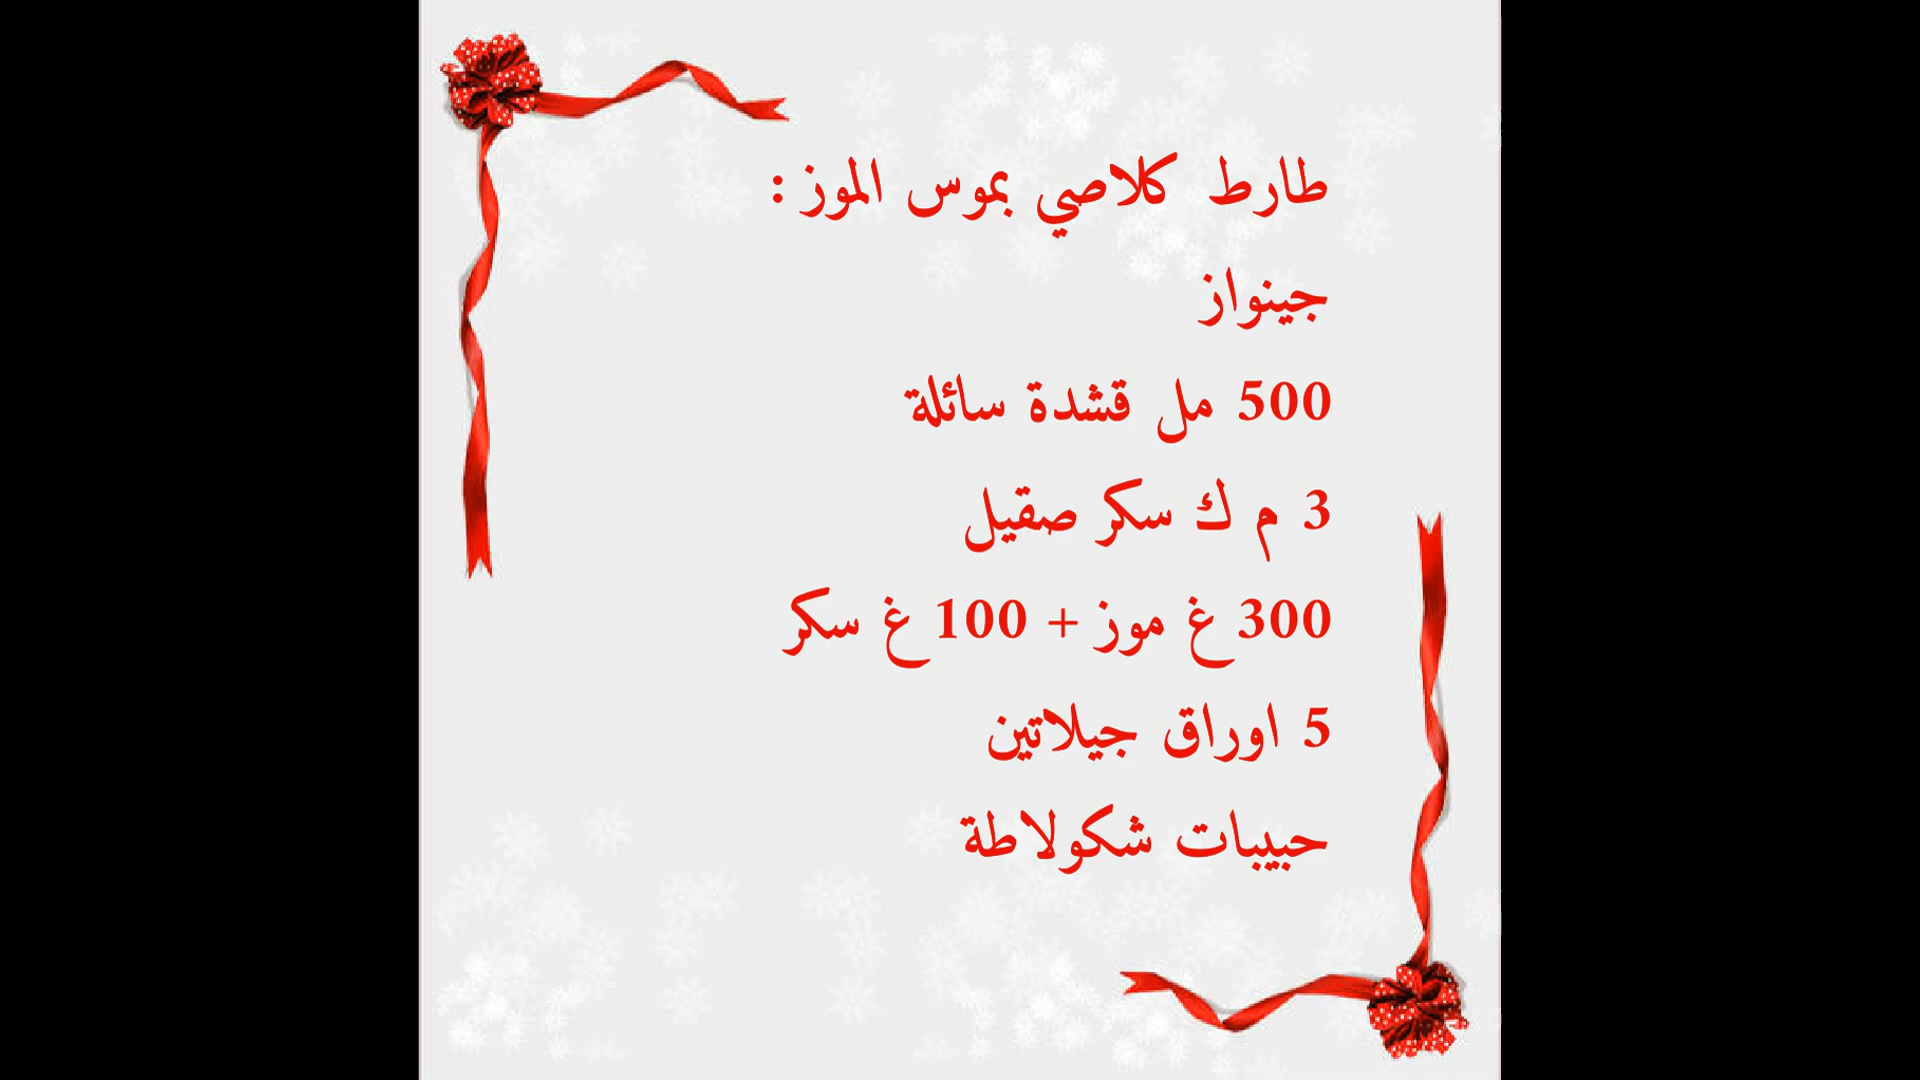 طارط كلاصي بموس الموز :
جينواز
500 مل قشدة سائلة
3 م ك سكر صقيل
300 غ موز + 100 غ سكر
5 اوراق جيلاتين
حبيبات شكولاطة